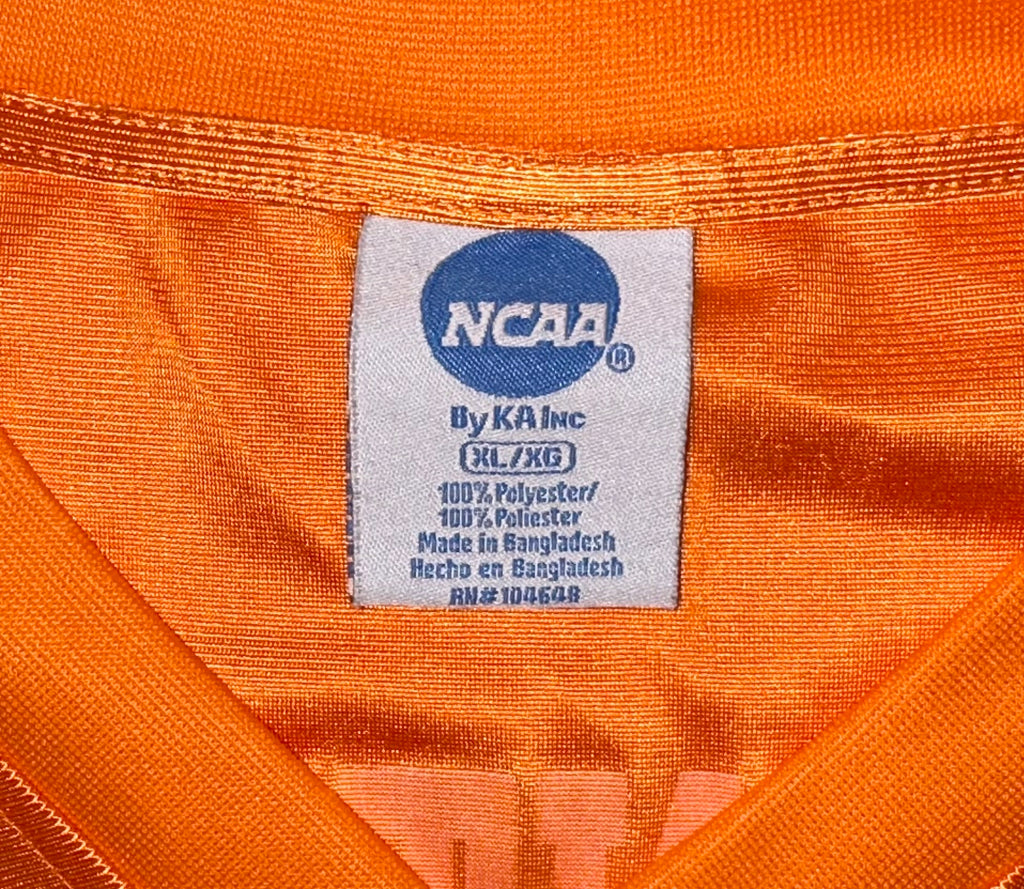 NCAA
®
By KA Inc
XL/XG
100% Polyester/
100% Poliester
Made in Bangladesh
Hecho en Bangladesh
RN# 104648